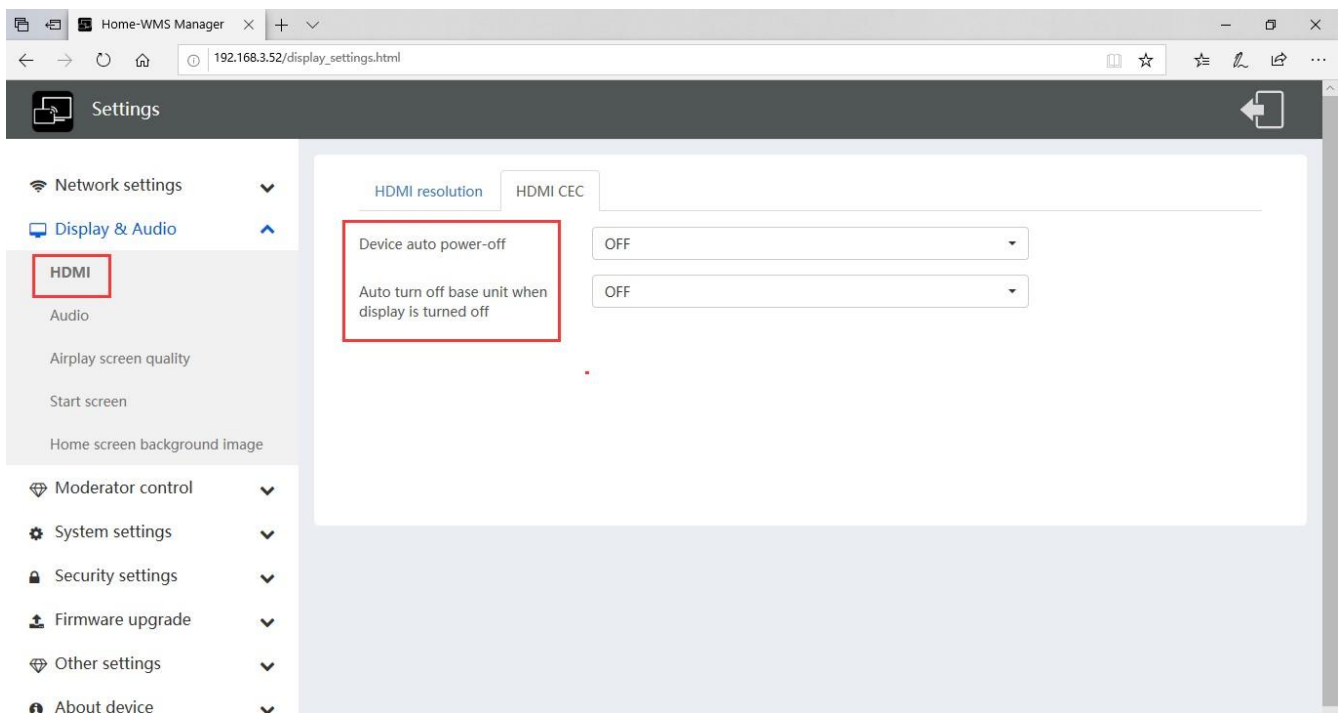 Home-WMS Manager
192.168.3.52/display_settings.html
Settings
Network settings
Display & Audio
HDMI
Audio
Airplay screen quality
Start screen
Home screen background image
Moderator control
System settings
Security settings
Firmware upgrade
Other settings
About device
HDMI resolution
HDMI CEC
Device auto power-off
OFF
Auto turn off base unit when
display is turned off
OFF